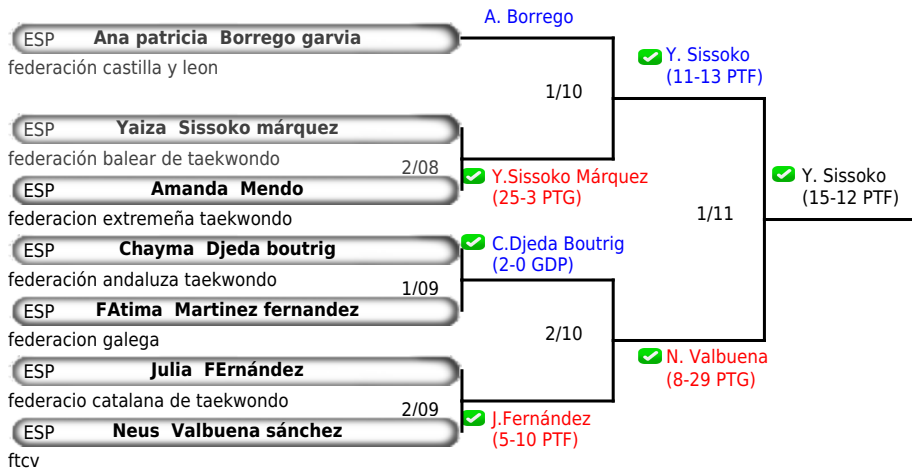 A. Borrego
ESP Ana patricia Borrego garvia
federación castilla y leon
Y. Sissoko
(11-13 PTF)
1/10
ESP Yaiza Sissoko márquez
federación balear de taekwondo
2/08
Y.Sissoko Márquez
(25-3 PTG)
ESP Amanda Mendo
federacion extremeña taekwondo
Y. Sissoko
(15-12 PTF)
1/11
ESP Chayma Djeda boutrig
federación andaluza taekwondo
C.Djeda Boutrig
(2-0 GDP)
1/09
ESP FAtima Martinez fernandez
federacion galega
2/10
N. Valbuena
(8-29 PTG)
ESP Julia FErnández
federacio catalana de taekwondo
2/09
J.Fernández
(5-10 PTF)
ESP Neus Valbuena sánchez
ftcv